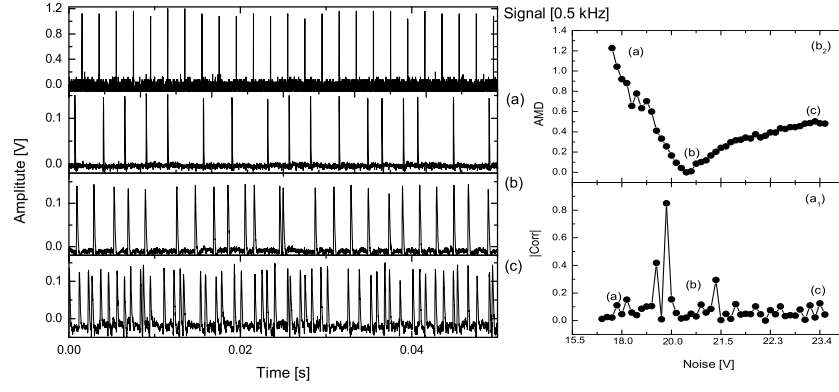 Signal [0.5 kHz]
1.2
0.8
0.4
0.0
(a)
0.1
0.0
(b)
0.1
0.0
(c)
0.1
0.0
0.00
0.02
0.04
Amplitute [V]
Time [s]
1.4
1.2
1.0
0.8
0.6
0.4
0.2
0.0
AMD
(a)
(b)
(c)
(b2)
0.8
0.6
0.4
0.2
0.0
|Corr|
(a)
(b)
(c)
(a1)
15.5
18.0
20.0
21.5
22.3
23.4
Noise [V]